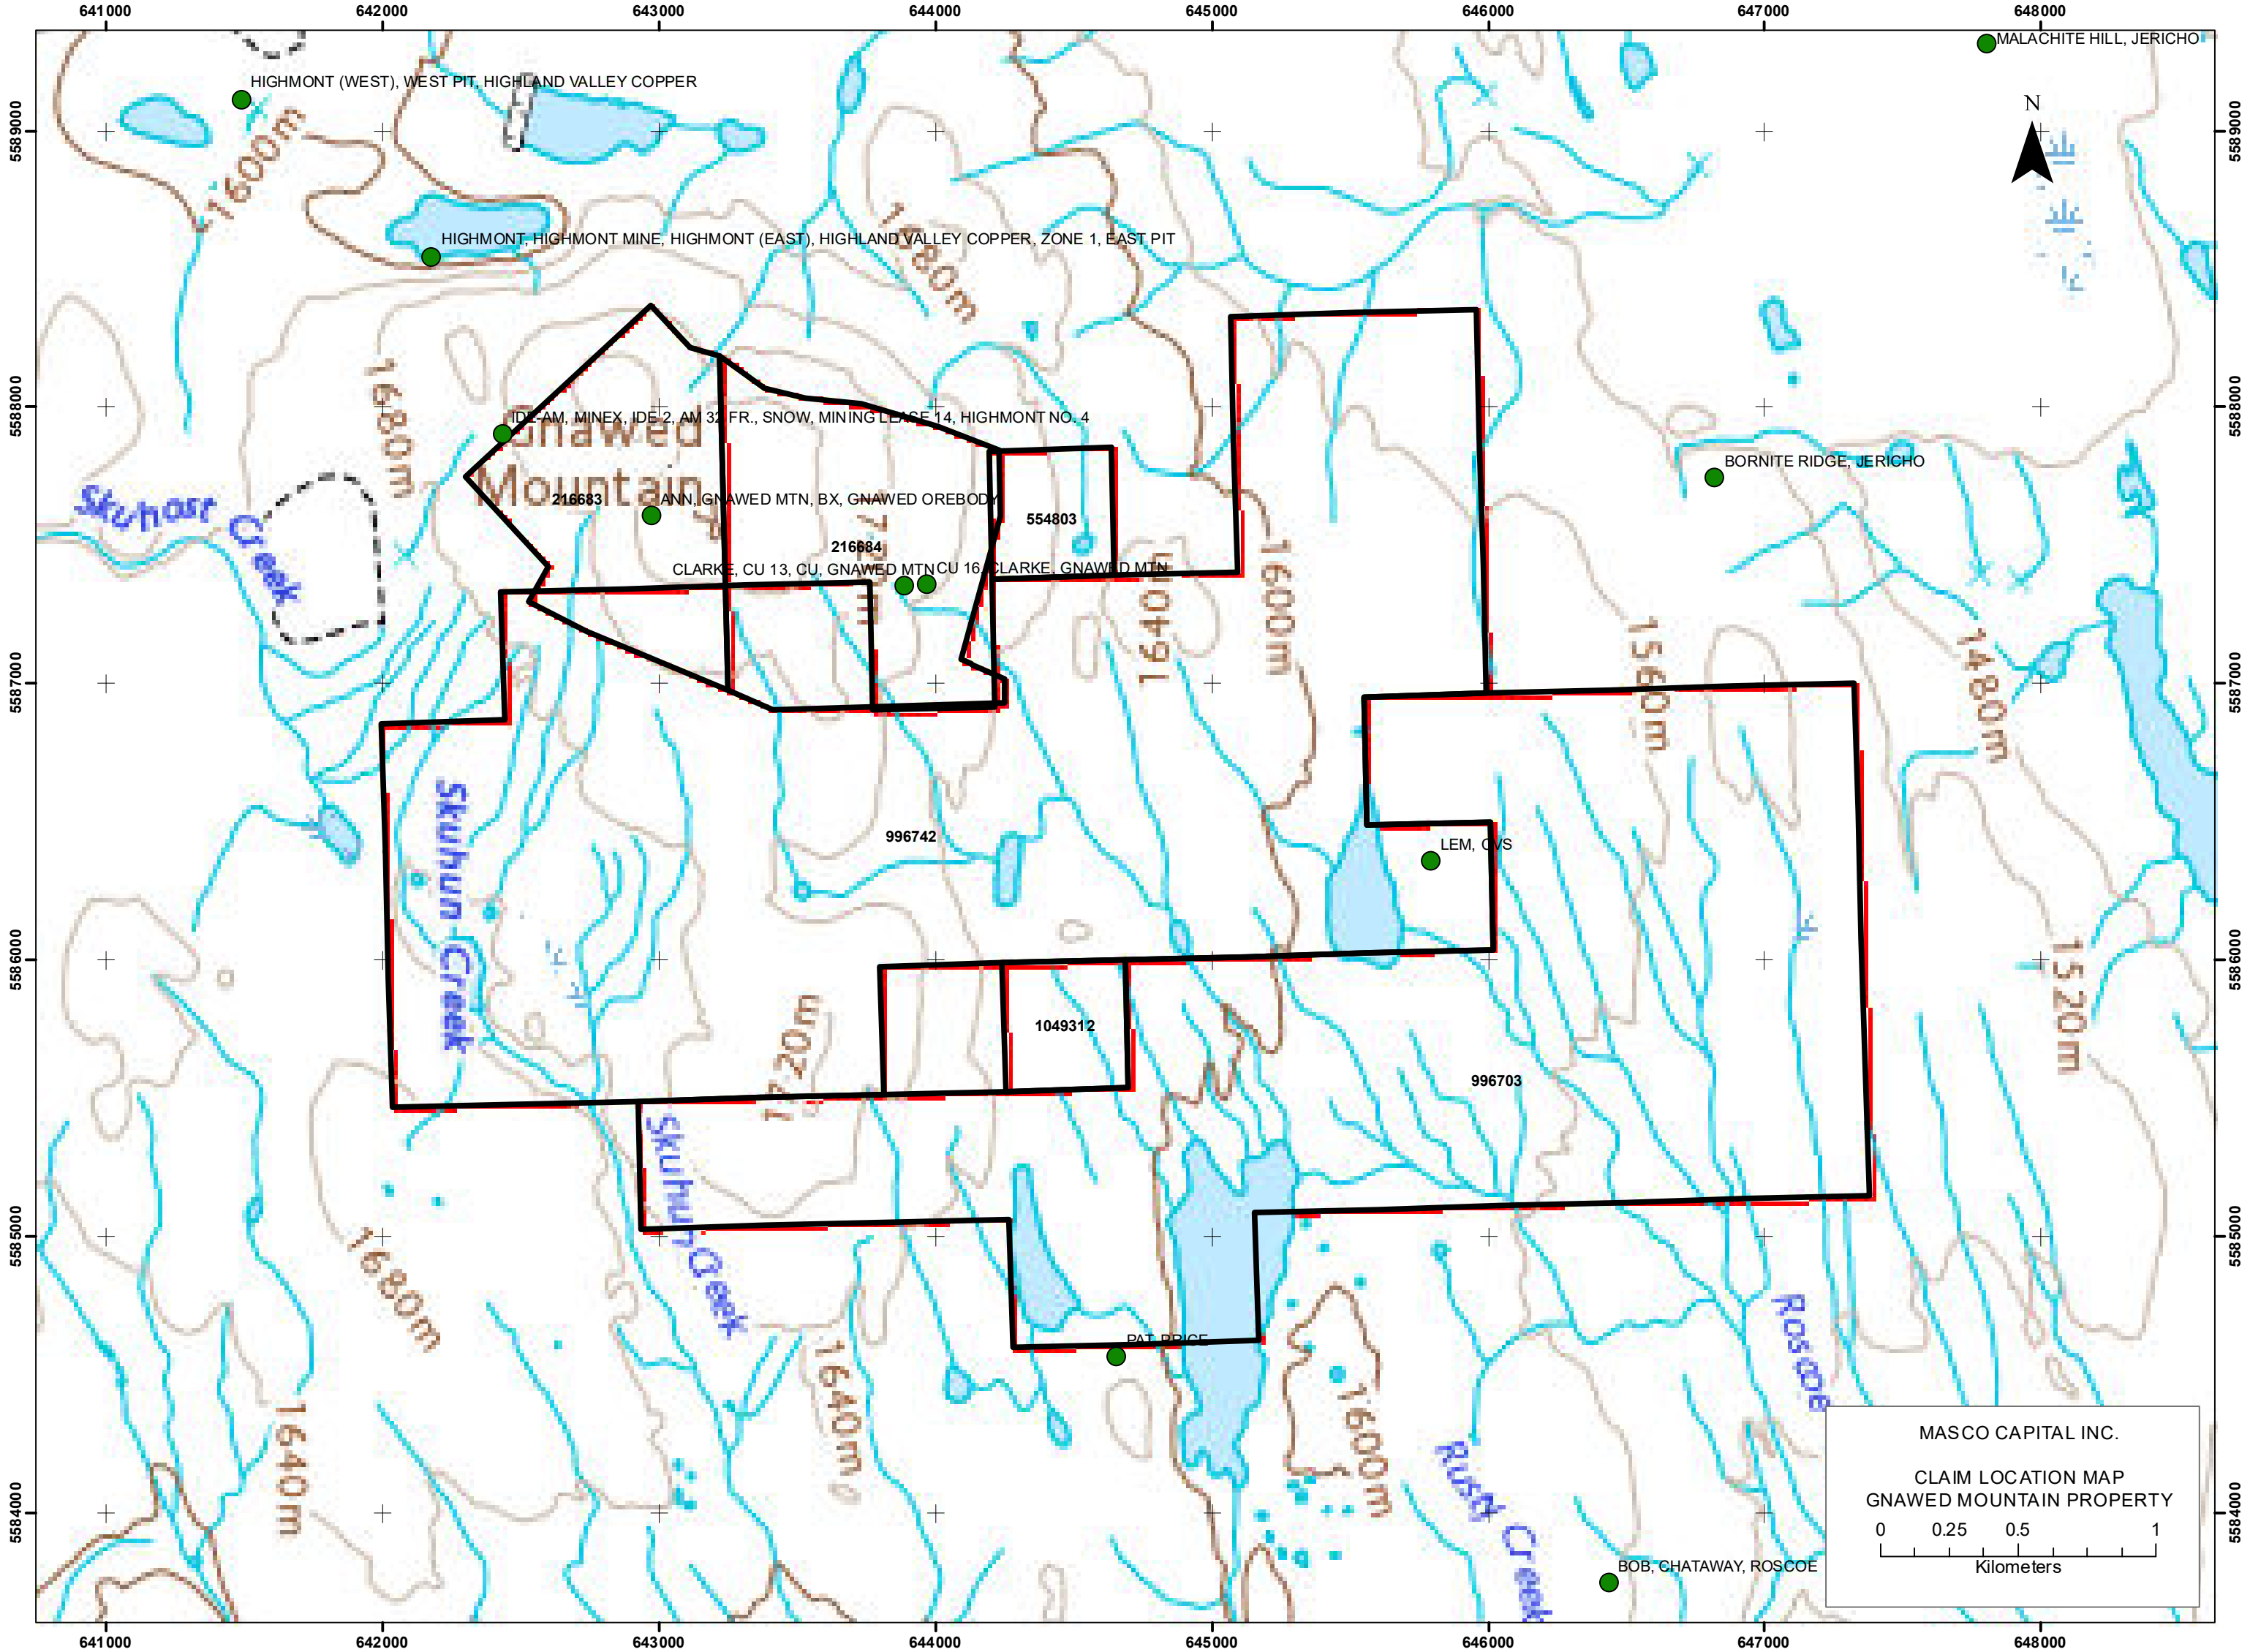 641000 642000 643000 644000 645000 646000 647000 648000
MALACHITE HILL, JERICHO
HIGHMONT (WEST), WEST PIT, HIGHLAND VALLEY COPPER
N
5589000
5589000
1600m
1680m
HIGHMONT, HIGHMONT MINE, HIGHMONT (EAST), HIGHLAND VALLEY COPPER, ZONE 1, EAST PIT
5588000
5588000
1680m
IDE-AM, MINEX, IDE 2, AM 32 FR., SNOW, MINING LEASE 14, HIGHMONT NO. 4
Gnawed
Mountain
BORNITE RIDGE, JERICHO
216683
ANN, GNAWED MTN, BX, GNAWED OREBODY
Skuhost
Creek
554803
216684
CLARKE, CU 13, CU, GNAWED MTN
CU 16, CLARKE, GNAWED MTN
1640m
1600m
1560m
1480m
5587000
5587000
996742
LEM, CVS
Skuhun Creek
5586000
5586000
1520m
1720m
1049312
996703
Skuhun Creek
5585000
5585000
1680m
PAT, PRICE
Roscoe
1640m
1640m
1600m
Rusty Creek
5584000
5584000
MASCO CAPITAL INC.
CLAIM LOCATION MAP
GNAWED MOUNTAIN PROPERTY
0 0.25 0.5 1
Kilometers
BOB, CHATAWAY, ROSCOE
641000 642000 643000 644000 645000 646000 647000 648000